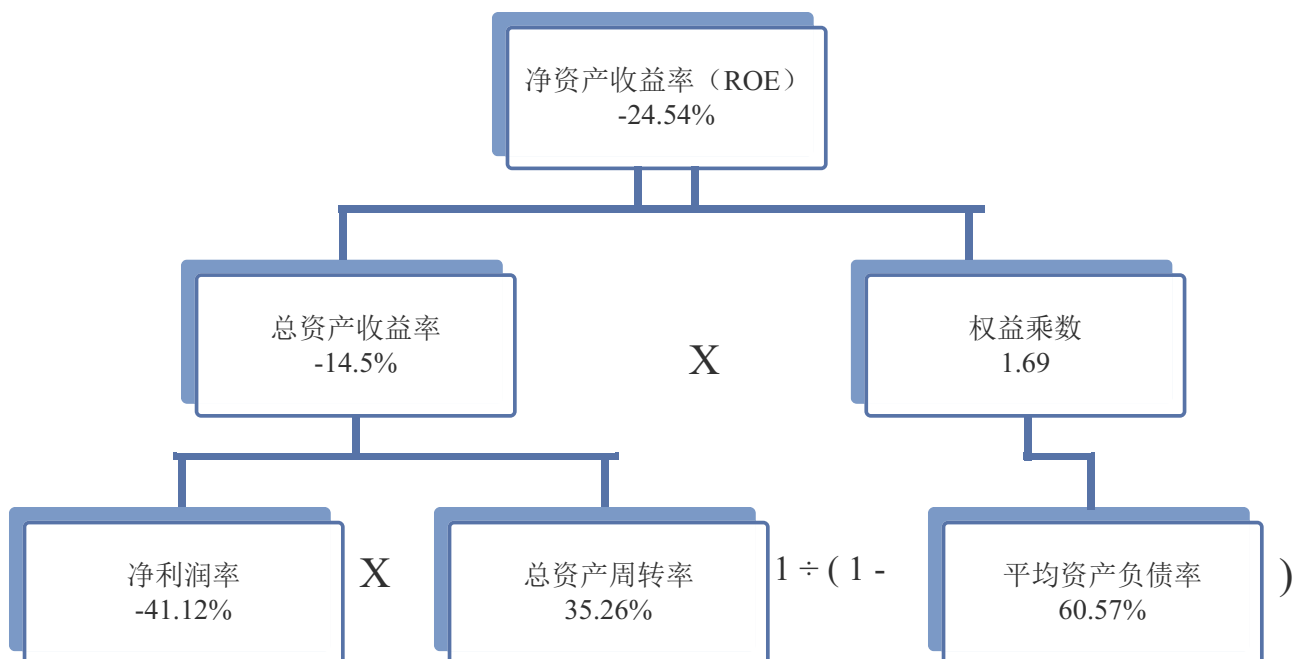 净资产收益率（ROE）
-24.54%
总资产收益率
-14.5%
X
权益乘数
1.69
净利润率
-41.12%
X
总资产周转率
35.26%
1 ÷ ( 1 -
平均资产负债率
60.57%
)